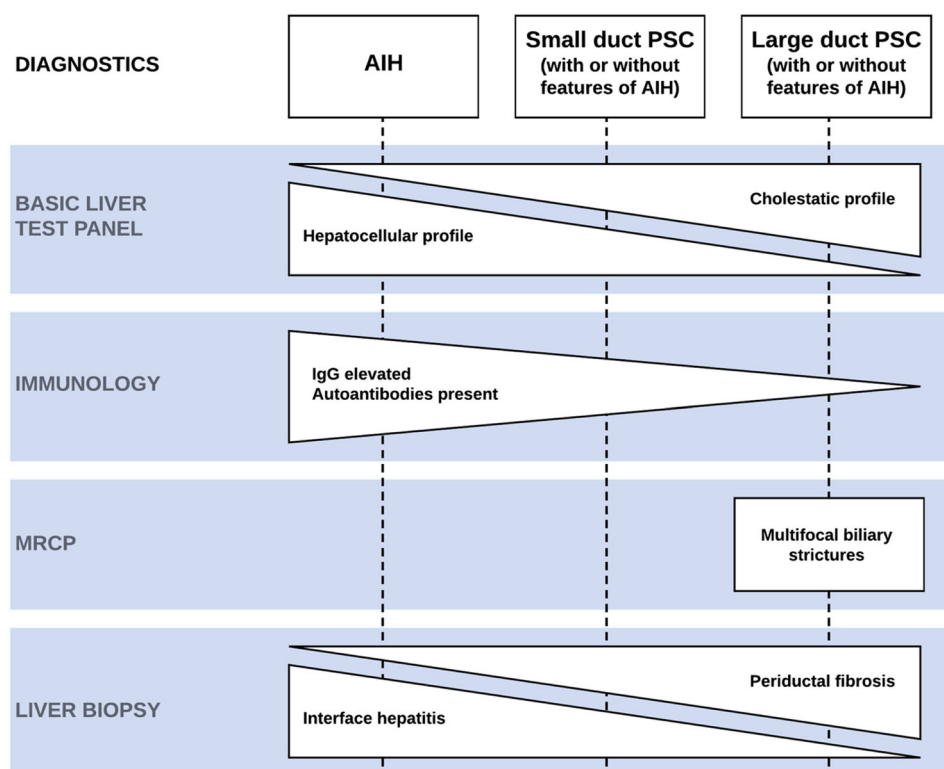 DIAGNOSTICS
AIH
Small duct PSC
(with or without
features of AIH)
Large duct PSC
(with or without
features of AIH)
BASIC LIVER
TEST PANEL
Cholestatic profile
Hepatocellular profile
IMMUNOLOGY
IgG elevated
Autoantibodies present
MRCP
Multifocal biliary
strictures
LIVER BIOPSY
Periductal fibrosis
Interface hepatitis